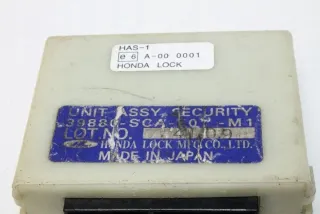 HAS-1
e 6 A-00 0001
HONDA LOCK
UNIT ASSY, SECURITY
LOT NO.
HONDA LOCK MFG CO., LTD.
MADE IN JAPAN